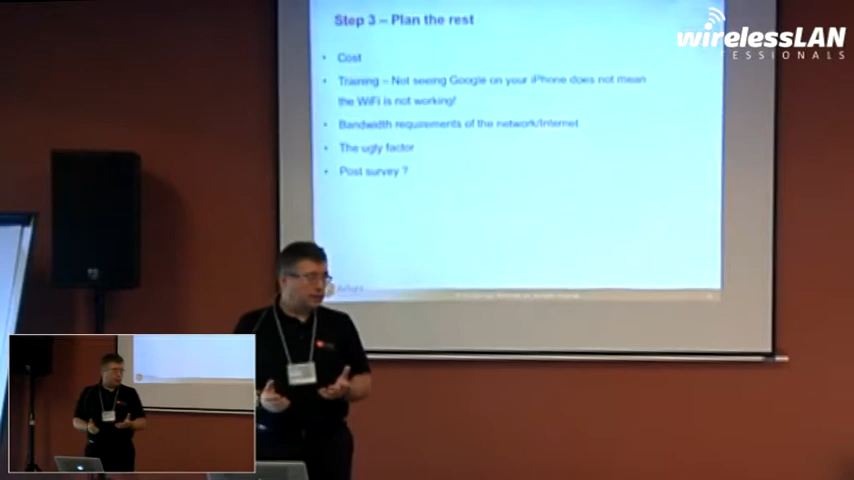 Step 3 – Plan the rest
wirelessLAN
ESSIONALS
• Cost
• Training – Not seeing Google on your iPhone does not mean
the WiFi is not working!
• Bandwidth requirements of the network/Internet
• The ugly factor
• Post survey ?